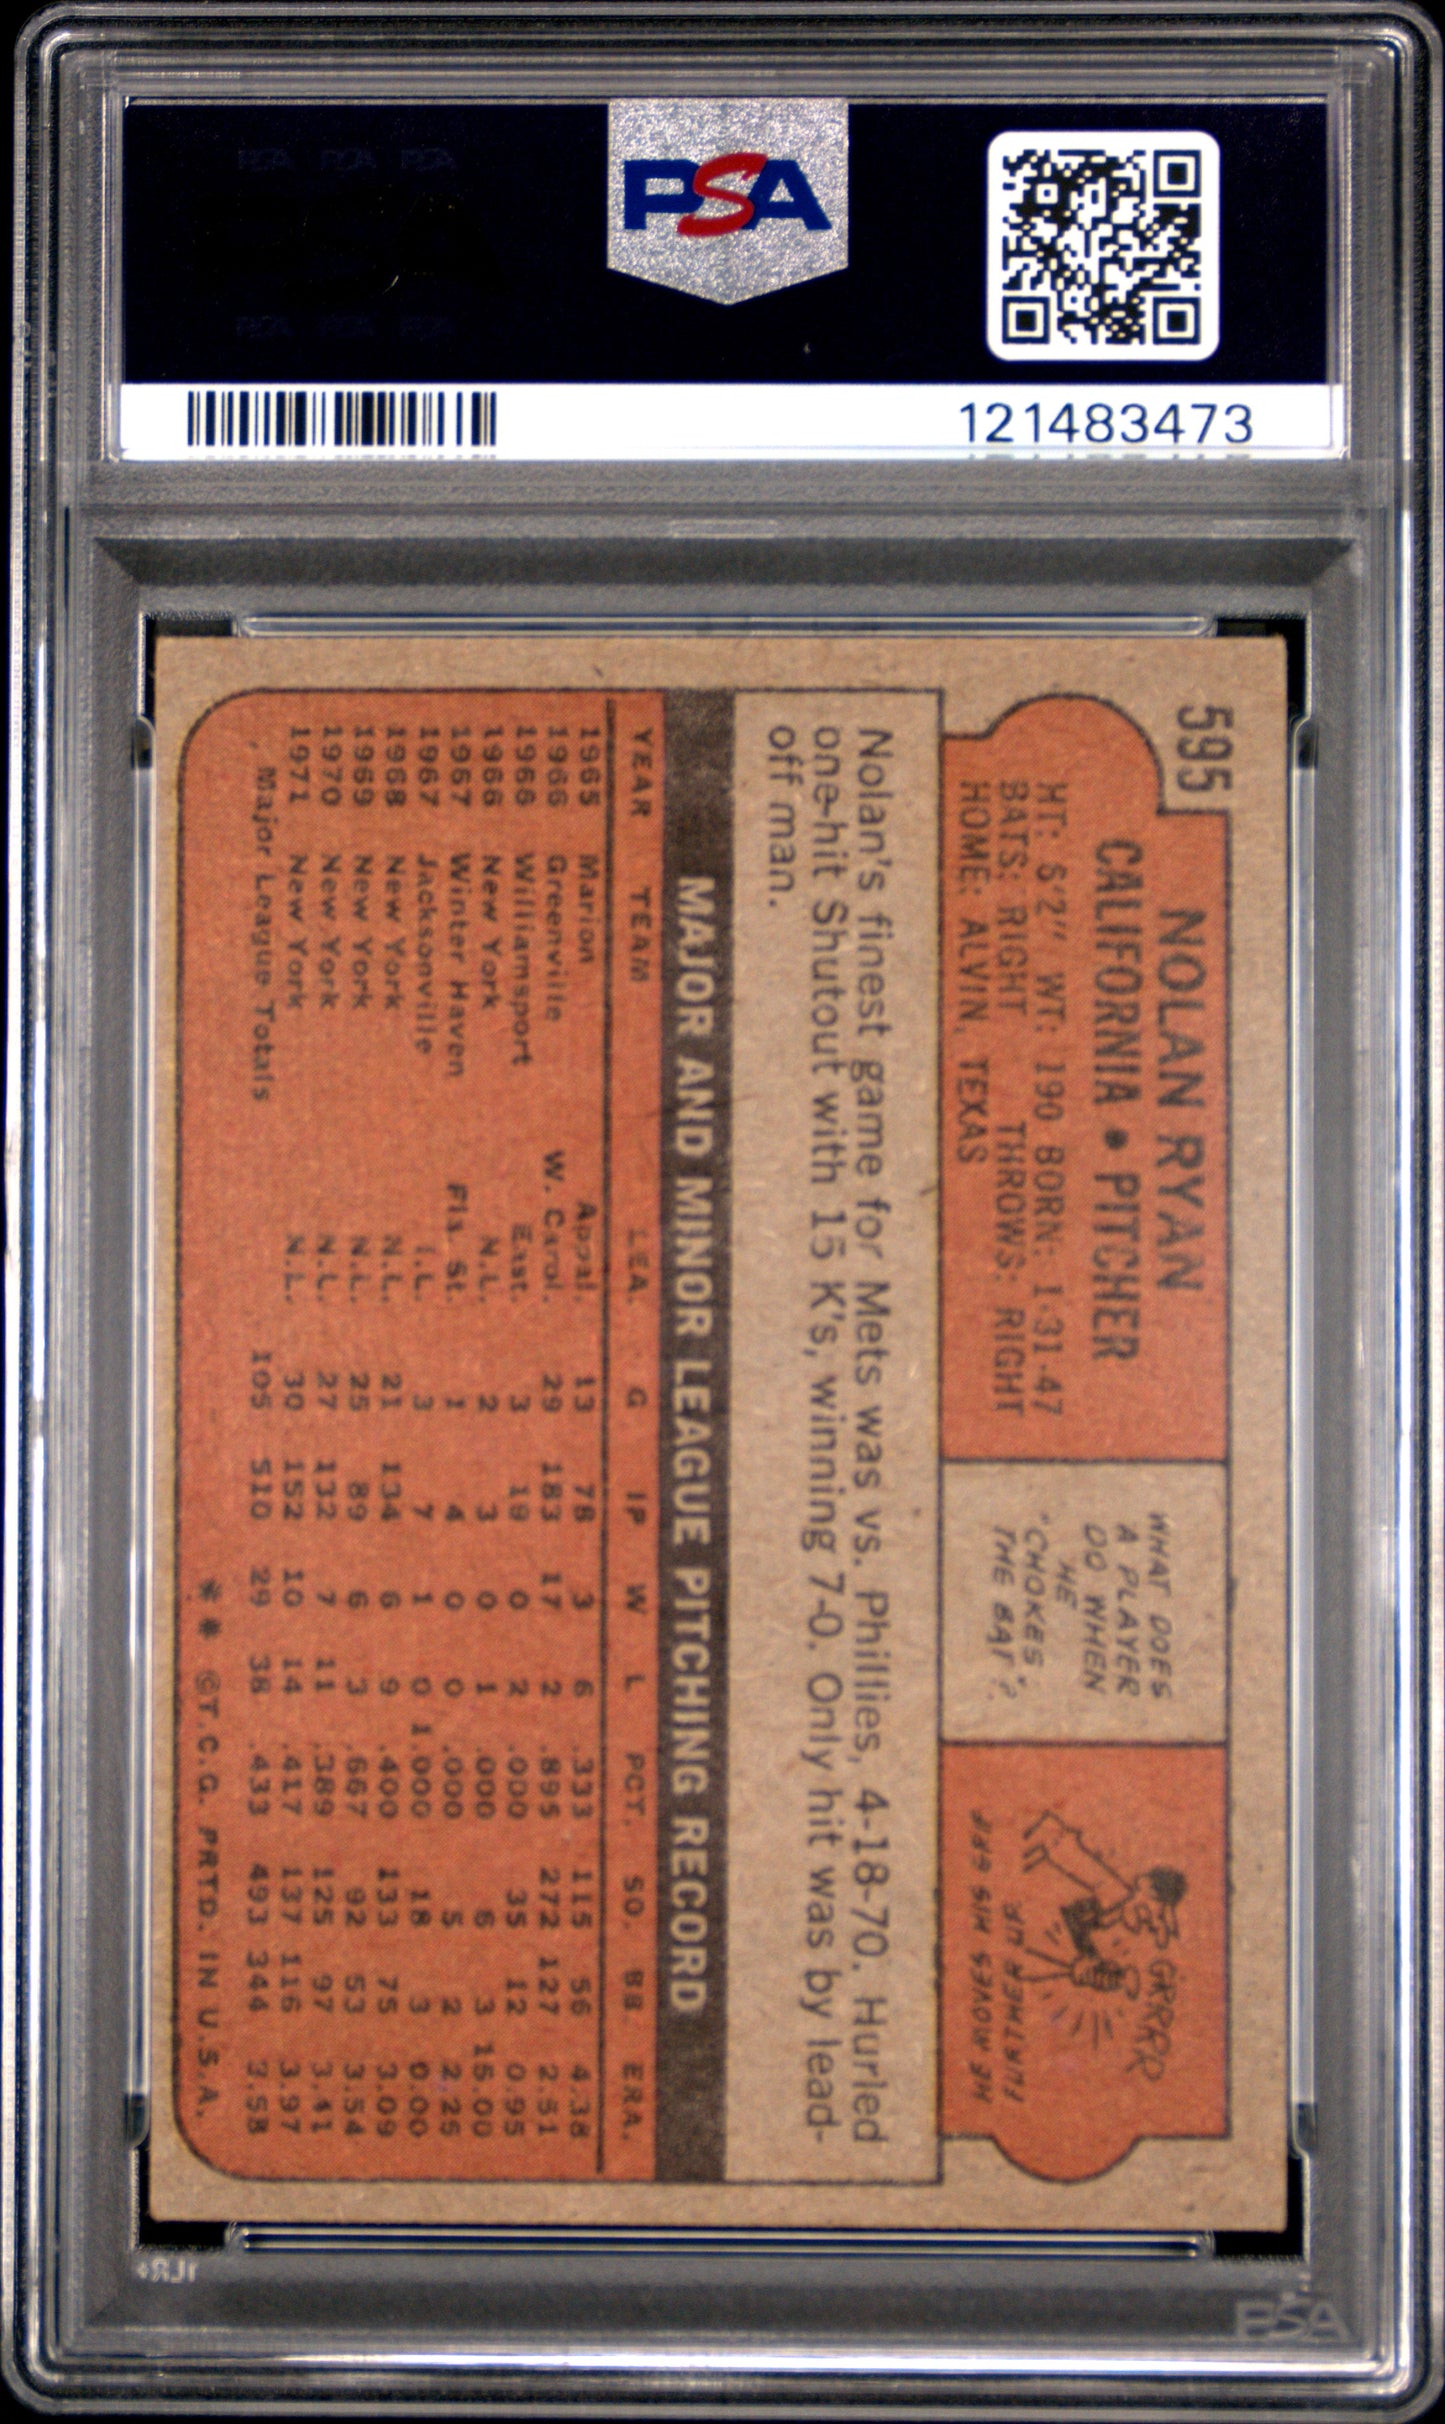 PSA
121483473
595
NOLAN RYAN
CALIFORNIA • PITCHER
HT: 6'2" WT: 190 BORN: 1-31-47
BATS: RIGHT THROWS: RIGHT
HOME: ALVIN, TEXAS
WHAT DOES
A PLAYER
DO WHEN
HE
"CHOKES"
THE BAT?
GRRRR
HE MOVES HIS GRIP
FURTHER UP
Nolan's finest game for Mets was vs. Phillies, 4-18-70. Hurled
one-hit Shutout with 15 K's, winning 7-0. Only hit was by lead-
off man.
MAJOR AND MINOR LEAGUE PITCHING RECORD
YEAR TEAM LEA. G IP W L PCT. SO. BB. ERA.
1965 Marion Appal. 13 78 3 6 .333 115 56 4.38
1966 Greenville W. Carol. 29 183 17 2 .895 272 127 2.51
1966 Williamsport East. 3 19 0 2 .000 35 12 0.95
1966 New York N.L. 2 3 0 1 .000 6 3 15.00
1967 Winter Haven Fla. St. 1 4 0 0 .000 5 2 2.25
1967 Jacksonville I.L. 3 7 1 0 1.000 18 3 0.00
1968 New York N.L. 21 134 6 9 .400 133 75 3.09
1969 New York N.L. 25 89 6 3 .667 92 53 3.54
1970 New York N.L. 27 132 7 11 .389 125 97 3.41
1971 New York N.L. 30 152 10 14 .417 137 116 3.97
Major League Totals 105 510 29 38 .433 493 344 3.58
** ©T.C.G. PRTD. IN U.S.A.
PSA